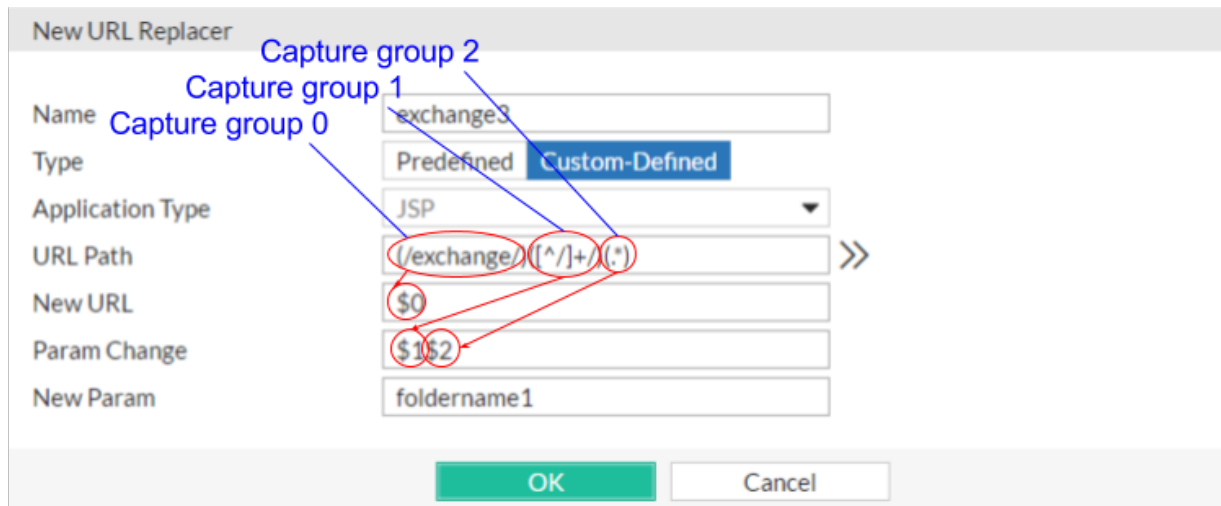 New URL Replacer
Capture group 2
Capture group 1
Capture group 0
Name exchange3
Type Predefined Custom-Defined
Application Type JSP
URL Path (/exchange/)([^/]+/)(.*)
New URL $0
Param Change $1$2
New Param foldername1
OK Cancel